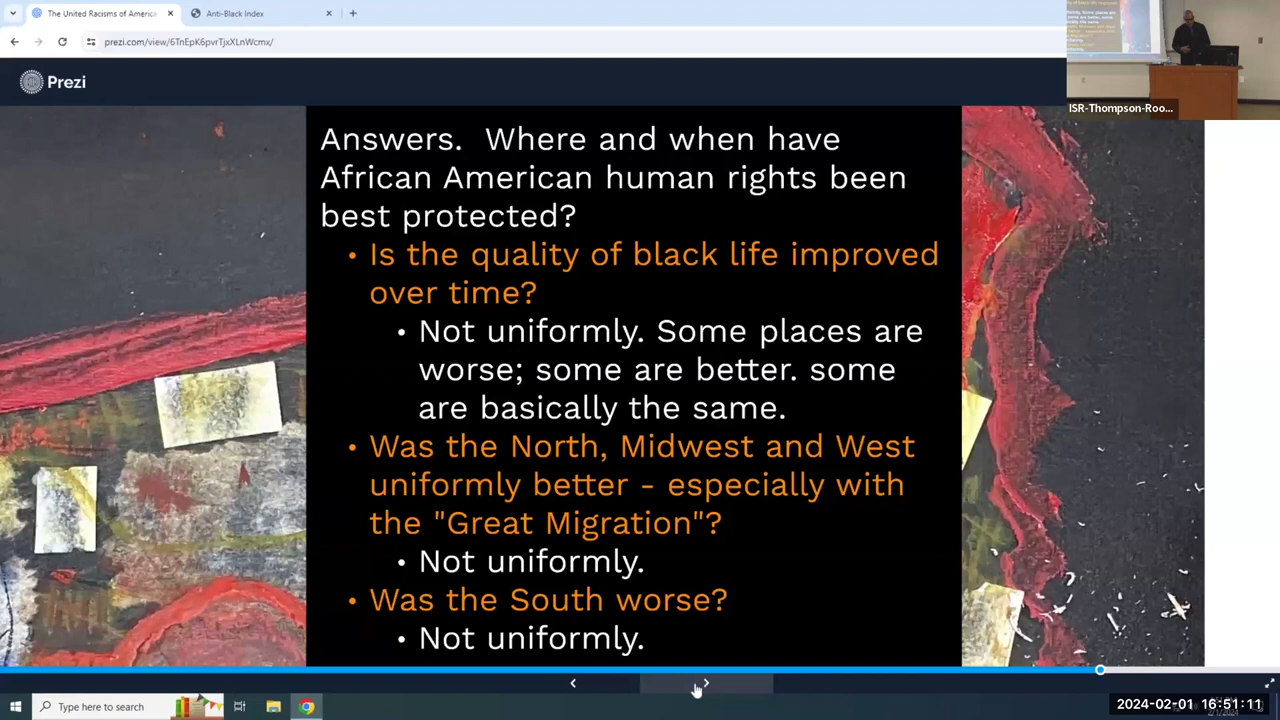 The United Racisms of America
Anti-Black Index
prezi.com/view/6TnEpK6pvrTjxXLnWcmx/
Prezi
ISR-Thompson-Roo...
Answers. Where and when have
African American human rights been
best protected?
• Is the quality of black life improved
over time?
• Not uniformly. Some places are
worse; some are better. some
are basically the same.
• Was the North, Midwest and West
uniformly better - especially with
the "Great Migration"?
• Not uniformly.
• Was the South worse?
• Not uniformly.
Type here to search
2024-02-01 16:51:11